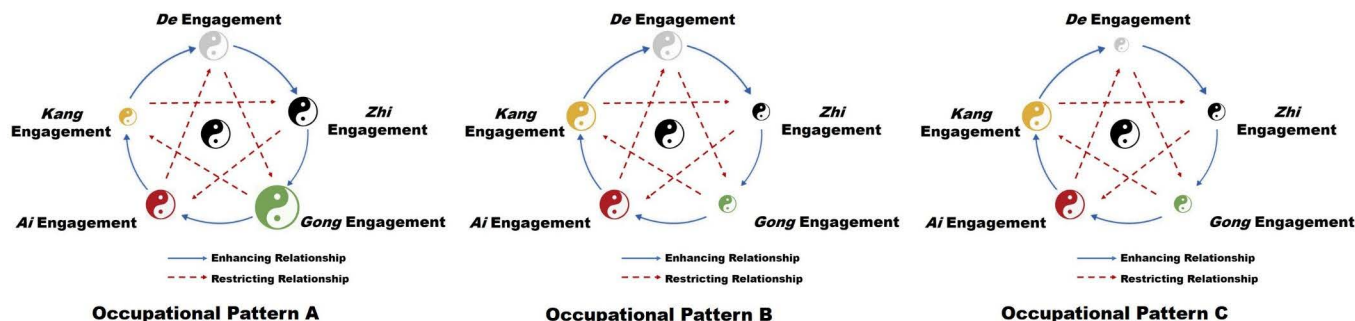 De Engagement
Kang
Engagement
Zhi
Engagement
Ai Engagement
Gong Engagement
Enhancing Relationship
Restricting Relationship
Occupational Pattern A
De Engagement
Kang
Engagement
Zhi
Engagement
Ai Engagement
Gong Engagement
Enhancing Relationship
Restricting Relationship
Occupational Pattern B
De Engagement
Kang
Engagement
Zhi
Engagement
Ai Engagement
Gong Engagement
Enhancing Relationship
Restricting Relationship
Occupational Pattern C